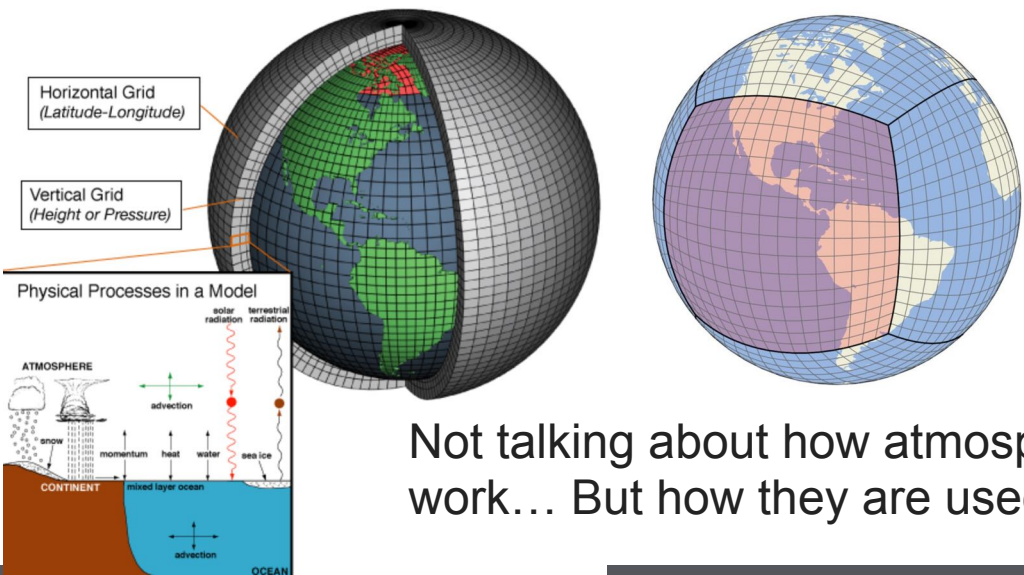 Horizontal Grid
(Latitude-Longitude)
Vertical Grid
(Height or Pressure)
Physical Processes in a Model
solar terrestrial
radiation radiation
ATMOSPHERE
advection
snow
momentum heat water sea ice
CONTINENT mixed layer ocean
advection
OCEAN
Not talking about how atmosp
work… But how they are use